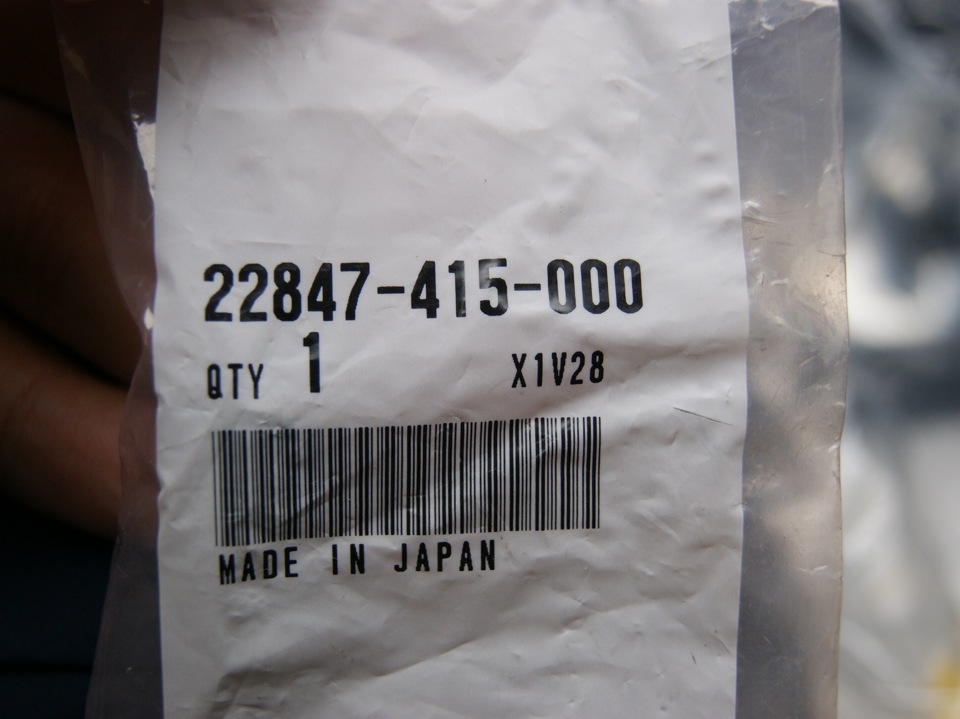 22847-415-000
QTY 1 X1V28
MADE IN JAPAN